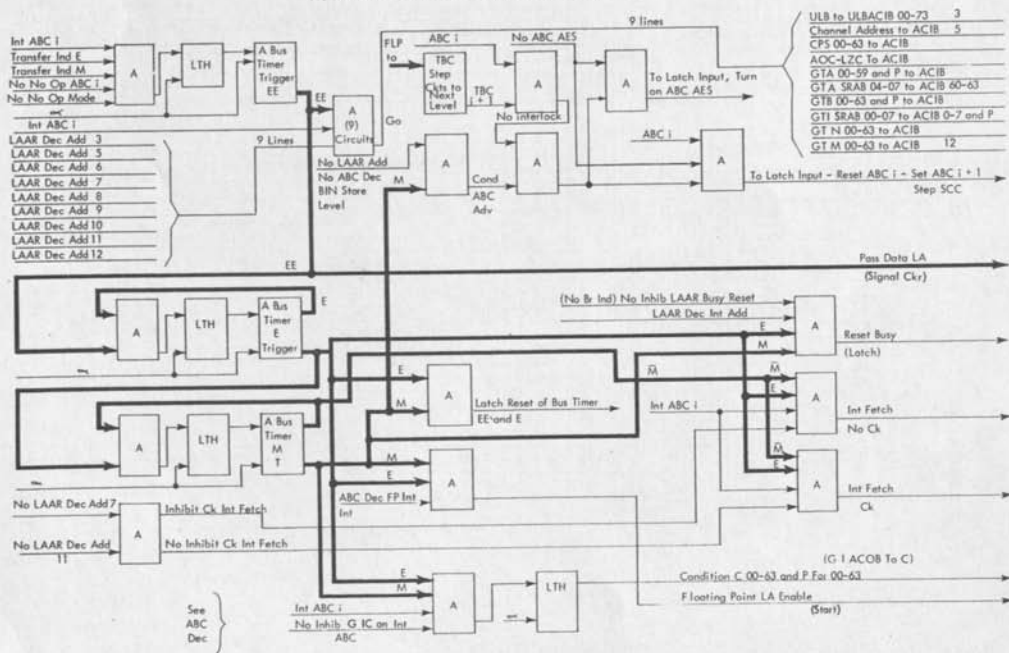 9 lines
ULB to ULBACIB 00-73 3
Channel Address to ACIB 5
CPS 00-63 to ACIB
AOC-LZC To ACIB
GTA 00-59 and P to ACIB
GTA SRAB 04-07 to ACIB 60-63
GTB 00-63 and P to ACIB
GTI SRAB 00-07 to ACIB 0-7 and P
GT N 00-63 to ACIB
GT M 00-63 to ACIB 12
Int ABC i
Transfer Ind E
Transfer Ind M
No No Op ABC i
No No Op Mode
A
LTH
A Bus
Timer
Trigger
EE
EE
Int ABC i
A
(9)
Circuits
Go
FLP
to
TBC
Step
Ckts to
Next
Level
ABC i
TBC
i +
No ABC AES
A
No interlock
A
To Latch Input, Turn
on ABC AES
LAAR Dec Add 3
LAAR Dec Add 5
LAAR Dec Add 6
LAAR Dec Add 7
LAAR Dec Add 8
LAAR Dec Add 9
LAAR Dec Add 10
LAAR Dec Add 11
LAAR Dec Add 12
9 Lines
No LAAR Add
No ABC Dec
BIN Store
Level
M
A
Cond
ABC
Adv
A
ABC i
A
To Latch Input - Reset ABC i - Set ABC i + 1
Step SCC
EE
Pass Data LA
(Signal Ckr)
E
A
LTH
A Bus
Timer
E
Trigger
(No Br Ind) No Inhib LAAR Busy Reset
LAAR Dec Int Add
E
M
A
Reset Busy
(Latch)
A
LTH
A Bus
Timer
M
T
E
M
A
Latch Reset of Bus Timer
EE and E
M
Int ABC i
M
E
A
Int Fetch
No Ck
M
E
ABC Dec FP Int
Int
A
M
E
A
Int Fetch
Ck
No LAAR Dec Add 7
No LAAR Dec Add
11
A
Inhibit Ck Int Fetch
No Inhibit Ck Int Fetch
E
M
Int ABC i
No Inhib G IC on Int
ABC
A
LTH
(G I ACOB To C)
Condition C 00-63 and P For 00-63
Floating Point LA Enable
(Start)
See
ABC
Dec